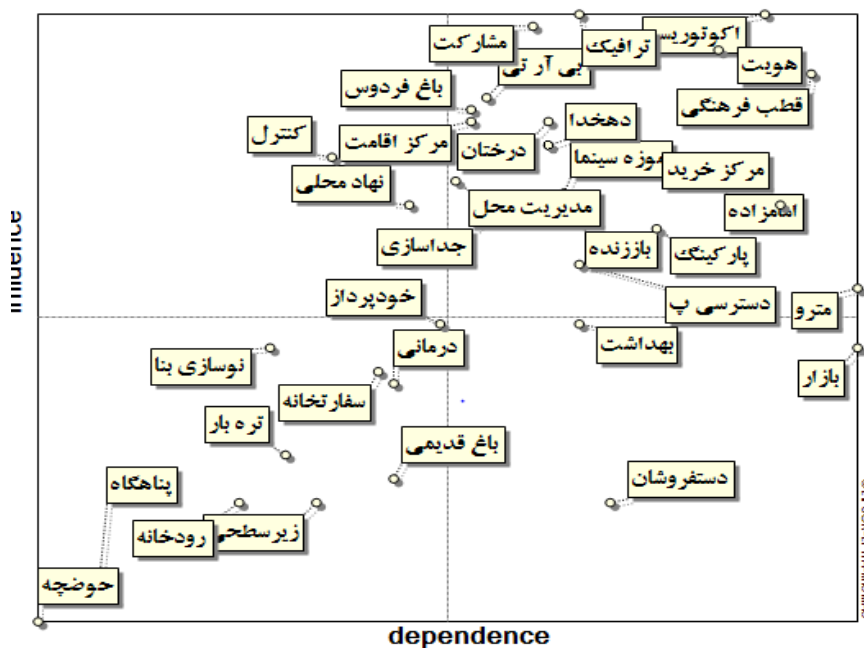 اکوتوریس
ترافیک
مشارکت
هویت
بی آر تی
باغ فردوس
قطب فرهنگی
دهخدا
کنترل
مرکز اقامت
درختان
موزه سینما
مرکز خرید
نهاد محلی
مدیریت محل
امامزاده
جداسازی
باززنده
پارکینگ
خودپرداز
دسترسی پ
مترو
درمانی
بهداشت
نوسازی بنا
سفارتخانه
بازار
تره بار
باغ قدیمی
پناهگاه
دستفروشان
رودخانه
زیرسطحی
حوضچه
dependence